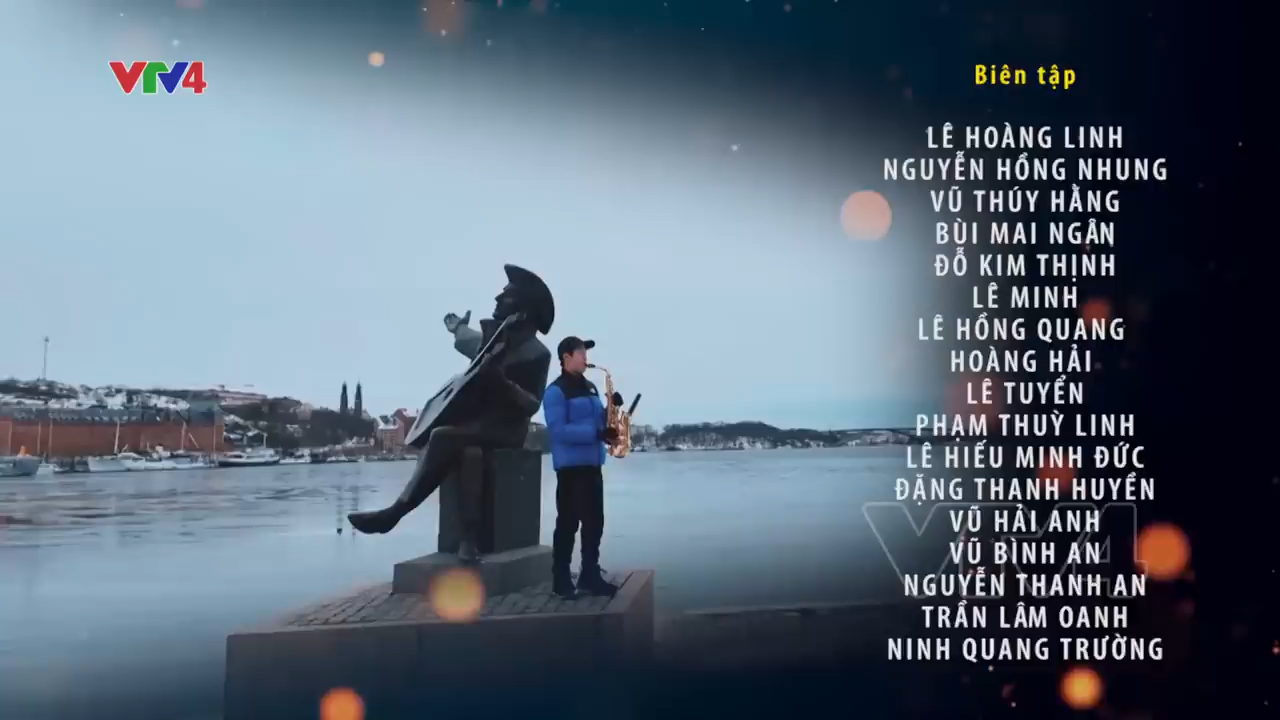 VTV4
Biên tập
LÊ HOÀNG LINH
NGUYỄN HỒNG NHUNG
VŨ THÚY HẰNG
BÙI MAI NGÂN
ĐỖ KIM THỊNH
LÊ MINH
LÊ HỒNG QUANG
HOÀNG HẢI
LÊ TUYỂN
PHẠM THUỲ LINH
LÊ HIẾU MINH ĐỨC
ĐẶNG THANH HUYỀN
VŨ HẢI ANH
VŨ BÌNH AN
NGUYỄN THANH AN
TRẦN LÂM OANH
NINH QUANG TRƯỜNG
VTV4